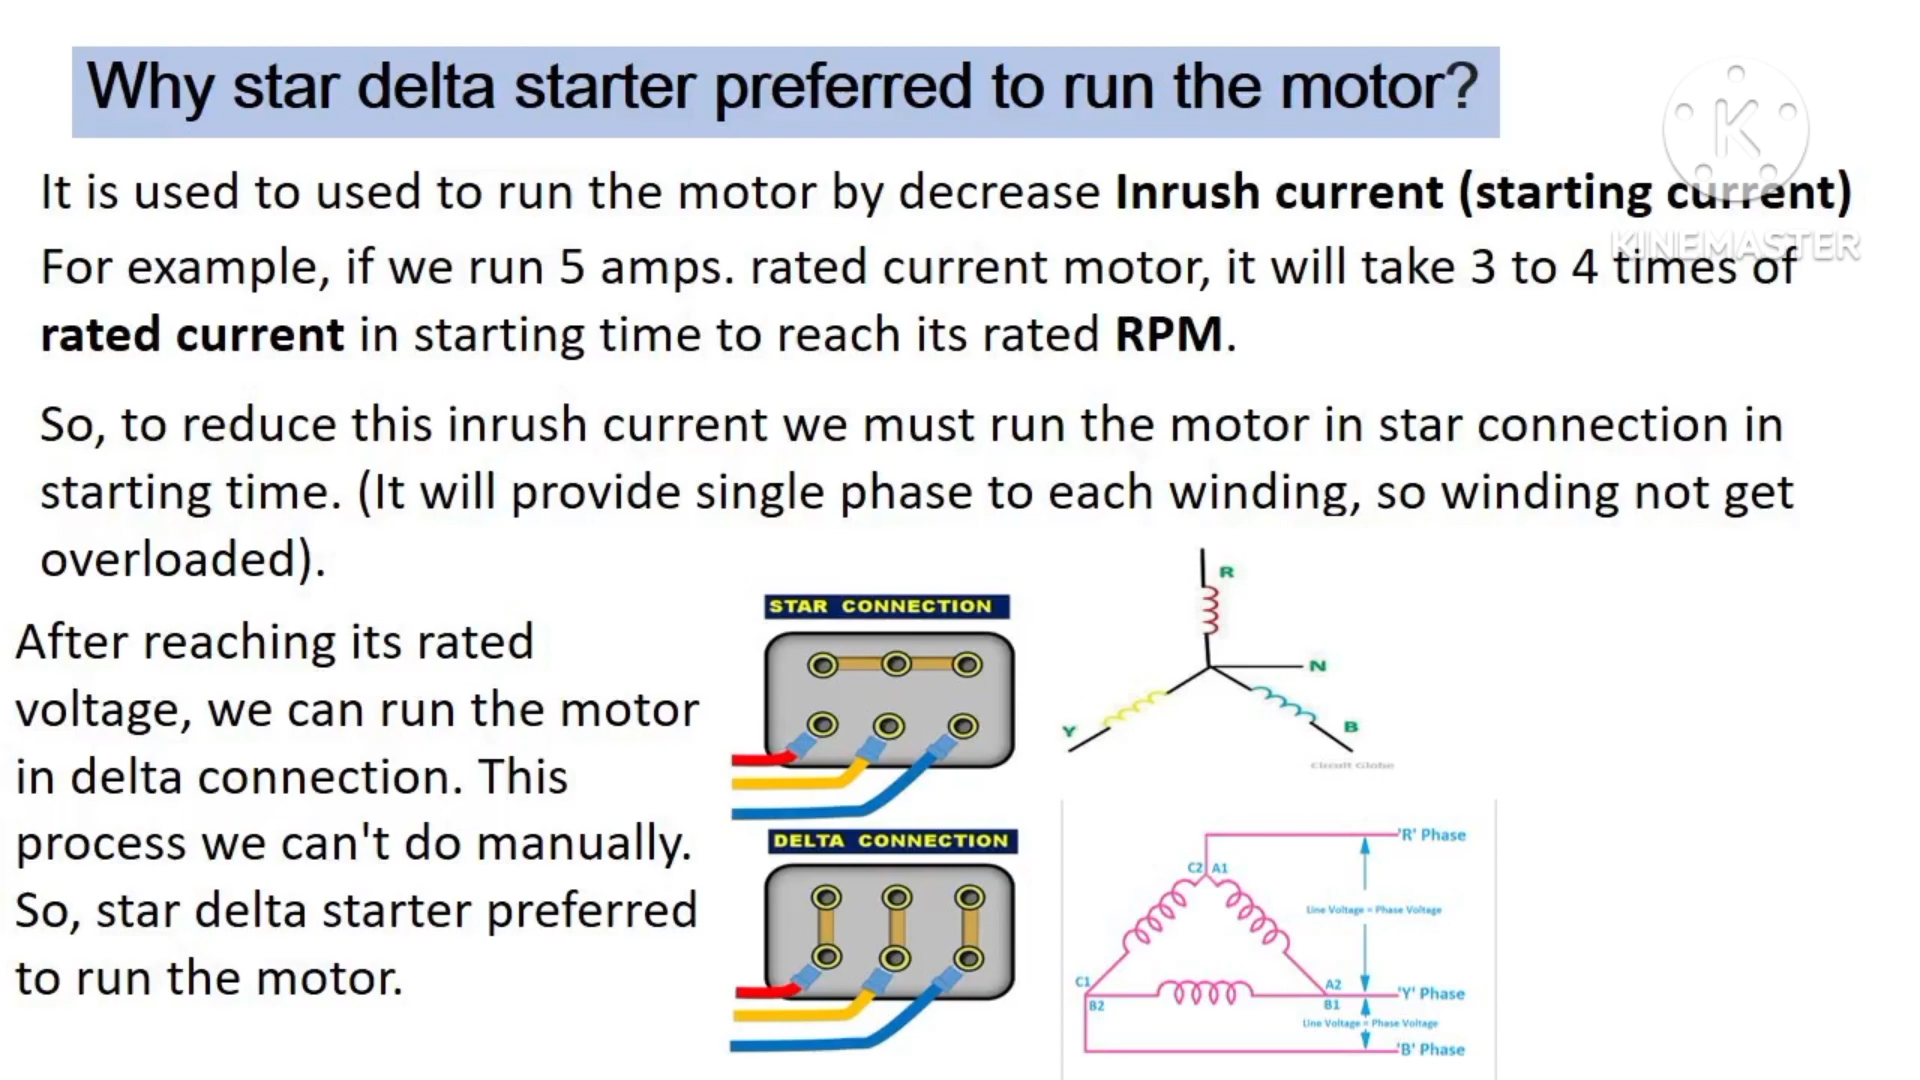 Why star delta starter preferred to run the motor?
K
KINEMASTER
It is used to used to run the motor by decrease Inrush current (starting current)
For example, if we run 5 amps. rated current motor, it will take 3 to 4 times of
rated current in starting time to reach its rated RPM.
So, to reduce this inrush current we must run the motor in star connection in
starting time. (It will provide single phase to each winding, so winding not get
overloaded).
After reaching its rated
voltage, we can run the motor
in delta connection. This
process we can't do manually.
So, star delta starter preferred
to run the motor.
STAR CONNECTION
R
N
Y
B
Circuit Globe
DELTA CONNECTION
'R' Phase
C2 A1
Line Voltage = Phase Voltage
C1
A2
'Y' Phase
B2
B1
Line Voltage = Phase Voltage
'B' Phase